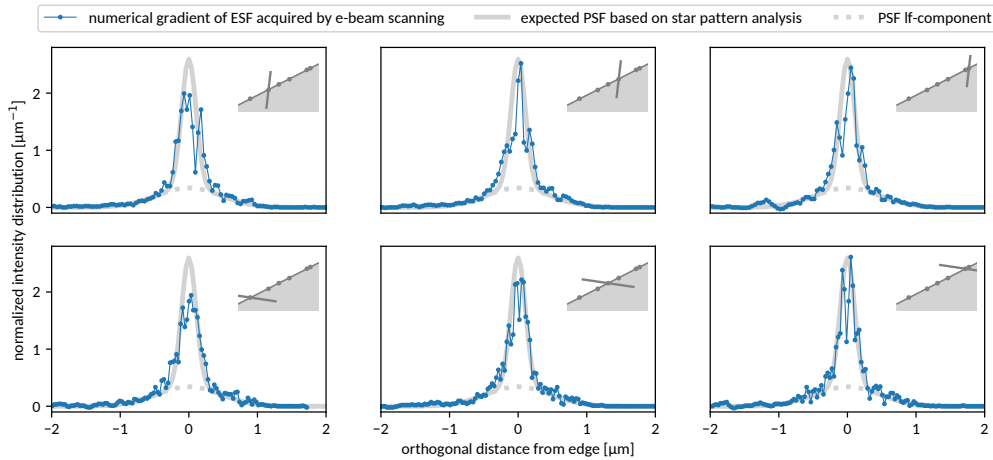 numerical gradient of ESF acquired by e-beam scanning expected PSF based on star pattern analysis PSF lf-component
normalized intensity distribution [µm⁻¹]
2
1
0
2
1
0
−2 −1 0 1 2 −2 −1 0 1 2 −2 −1 0 1 2
orthogonal distance from edge [µm]